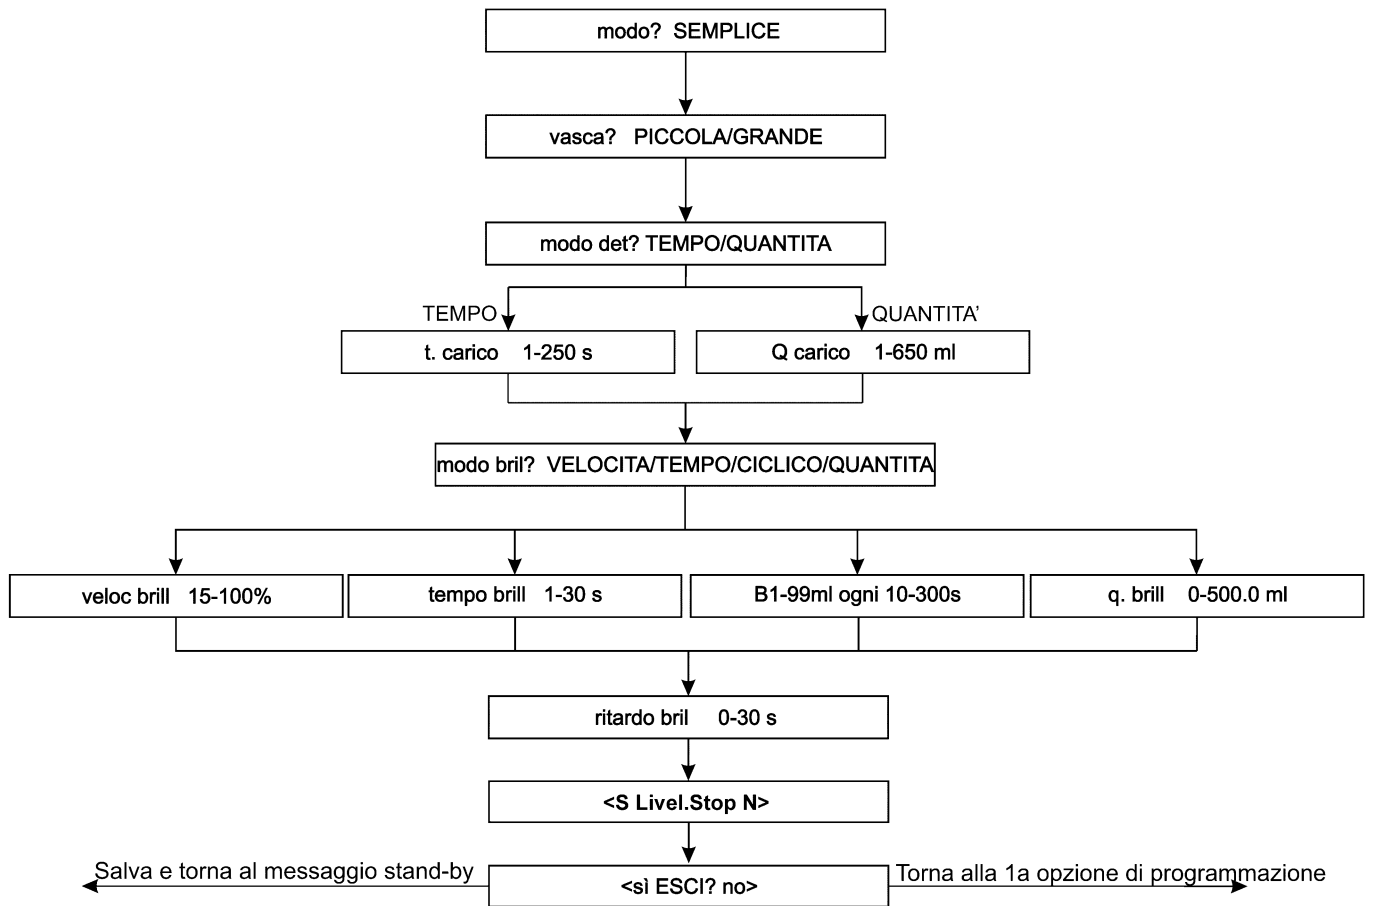 modo? SEMPLICE
vasca? PICCOLA/GRANDE
modo det? TEMPO/QUANTITA
TEMPO
QUANTITA’
t. carico 1-250 s
Q carico 1-650 ml
modo bril? VELOCITA/TEMPO/CICLICO/QUANTITA
veloc brill 15-100%
tempo brill 1-30 s
B1-99ml ogni 10-300s
q. brill 0-500.0 ml
ritardo bril 0-30 s
<S Livel.Stop N>
Salva e torna al messaggio stand-by
<sì ESCI? no>
Torna alla 1a opzione di programmazione